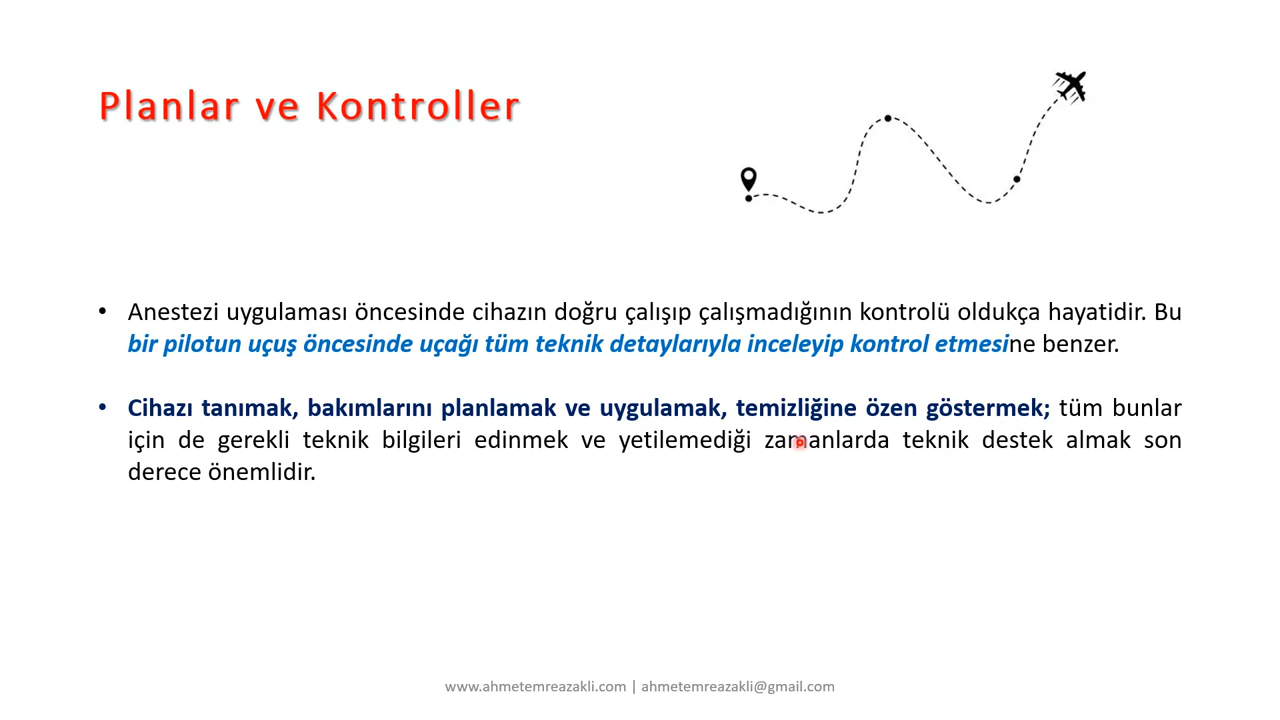 Planlar ve Kontroller
• Anestezi uygulaması öncesinde cihazın doğru çalışıp çalışmadığının kontrolü oldukça hayatidir. Bu
bir pilotun uçuş öncesinde uçağı tüm teknik detaylarıyla inceleyip kontrol etmesine benzer.
• Cihazı tanımak, bakımlarını planlamak ve uygulamak, temizliğine özen göstermek; tüm bunlar
için de gerekli teknik bilgileri edinmek ve yetilemediği zamanlarda teknik destek almak son
derece önemlidir.
www.ahmetemreazakli.com | ahmetemreazakli@gmail.com